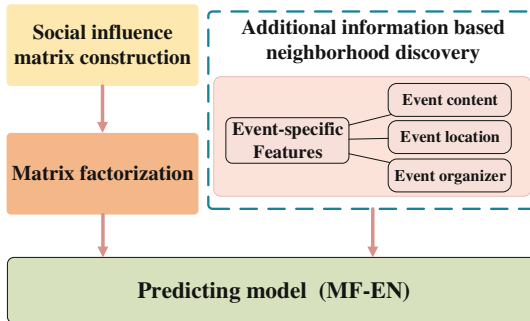 Social influence
matrix construction
Matrix factorization
Additional information based
neighborhood discovery
Event-specific
Features
Event content
Event location
Event organizer
Predicting model (MF-EN)